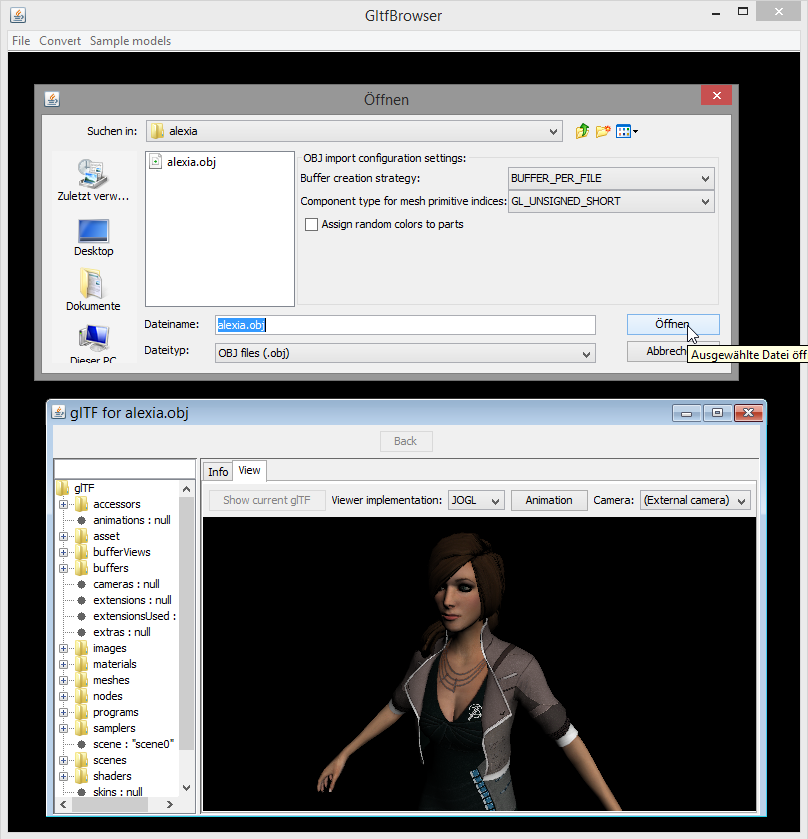 GltfBrowser
File Convert Sample models
Öffnen
Suchen in: alexia
alexia.obj
OBJ import configuration settings:
Buffer creation strategy: BUFFER_PER_FILE
Component type for mesh primitive indices: GL_UNSIGNED_SHORT
Assign random colors to parts
Zuletzt verw...
Desktop
Dokumente
Dieser PC
Dateiname: alexia.obj
Öffnen
Dateityp: OBJ files (.obj)
Abbrech
Ausgewählte Datei öff
glTF for alexia.obj
Back
Info View
Show current glTF Viewer implementation: JOGL Animation Camera: (External camera)
glTF
accessors
animations : null
asset
bufferViews
buffers
cameras : null
extensions : null
extensionsUsed :
extras : null
images
materials
meshes
nodes
programs
samplers
scene : "scene0"
scenes
shaders
skins : null